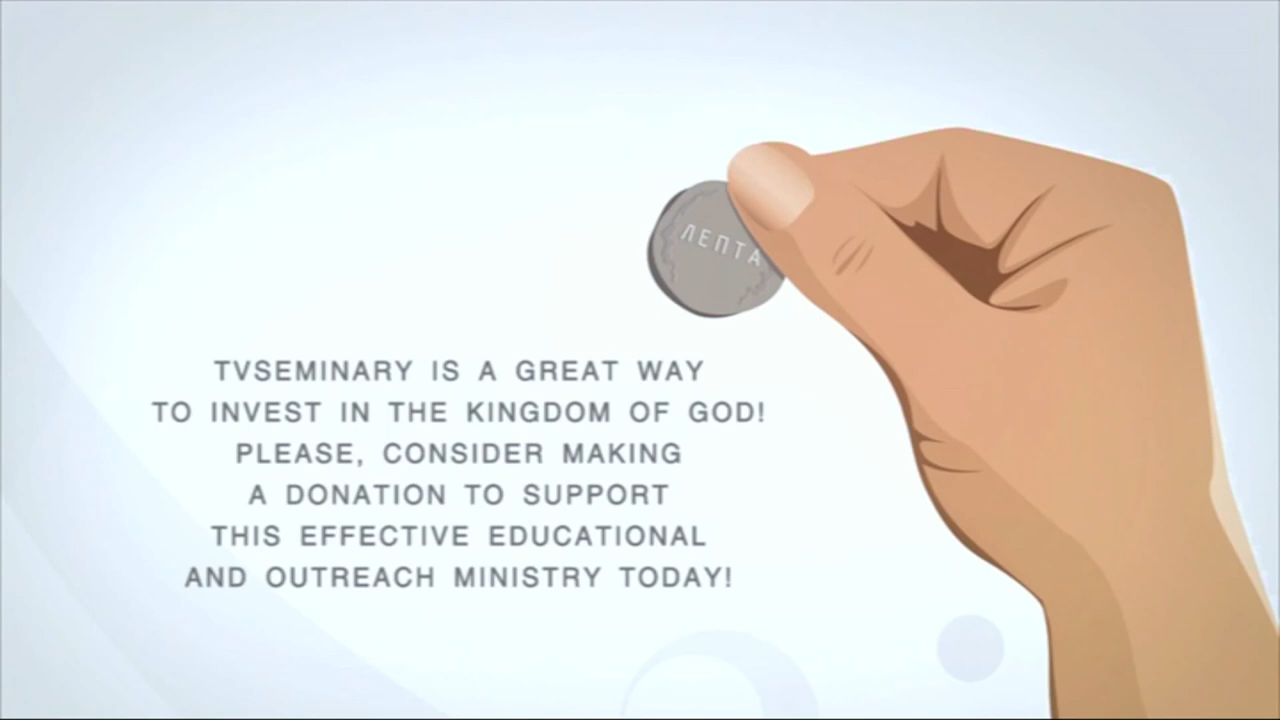 ΛΕΠΤΑ
TVSEMINARY IS A GREAT WAY
TO INVEST IN THE KINGDOM OF GOD!
PLEASE, CONSIDER MAKING
A DONATION TO SUPPORT
THIS EFFECTIVE EDUCATIONAL
AND OUTREACH MINISTRY TODAY!